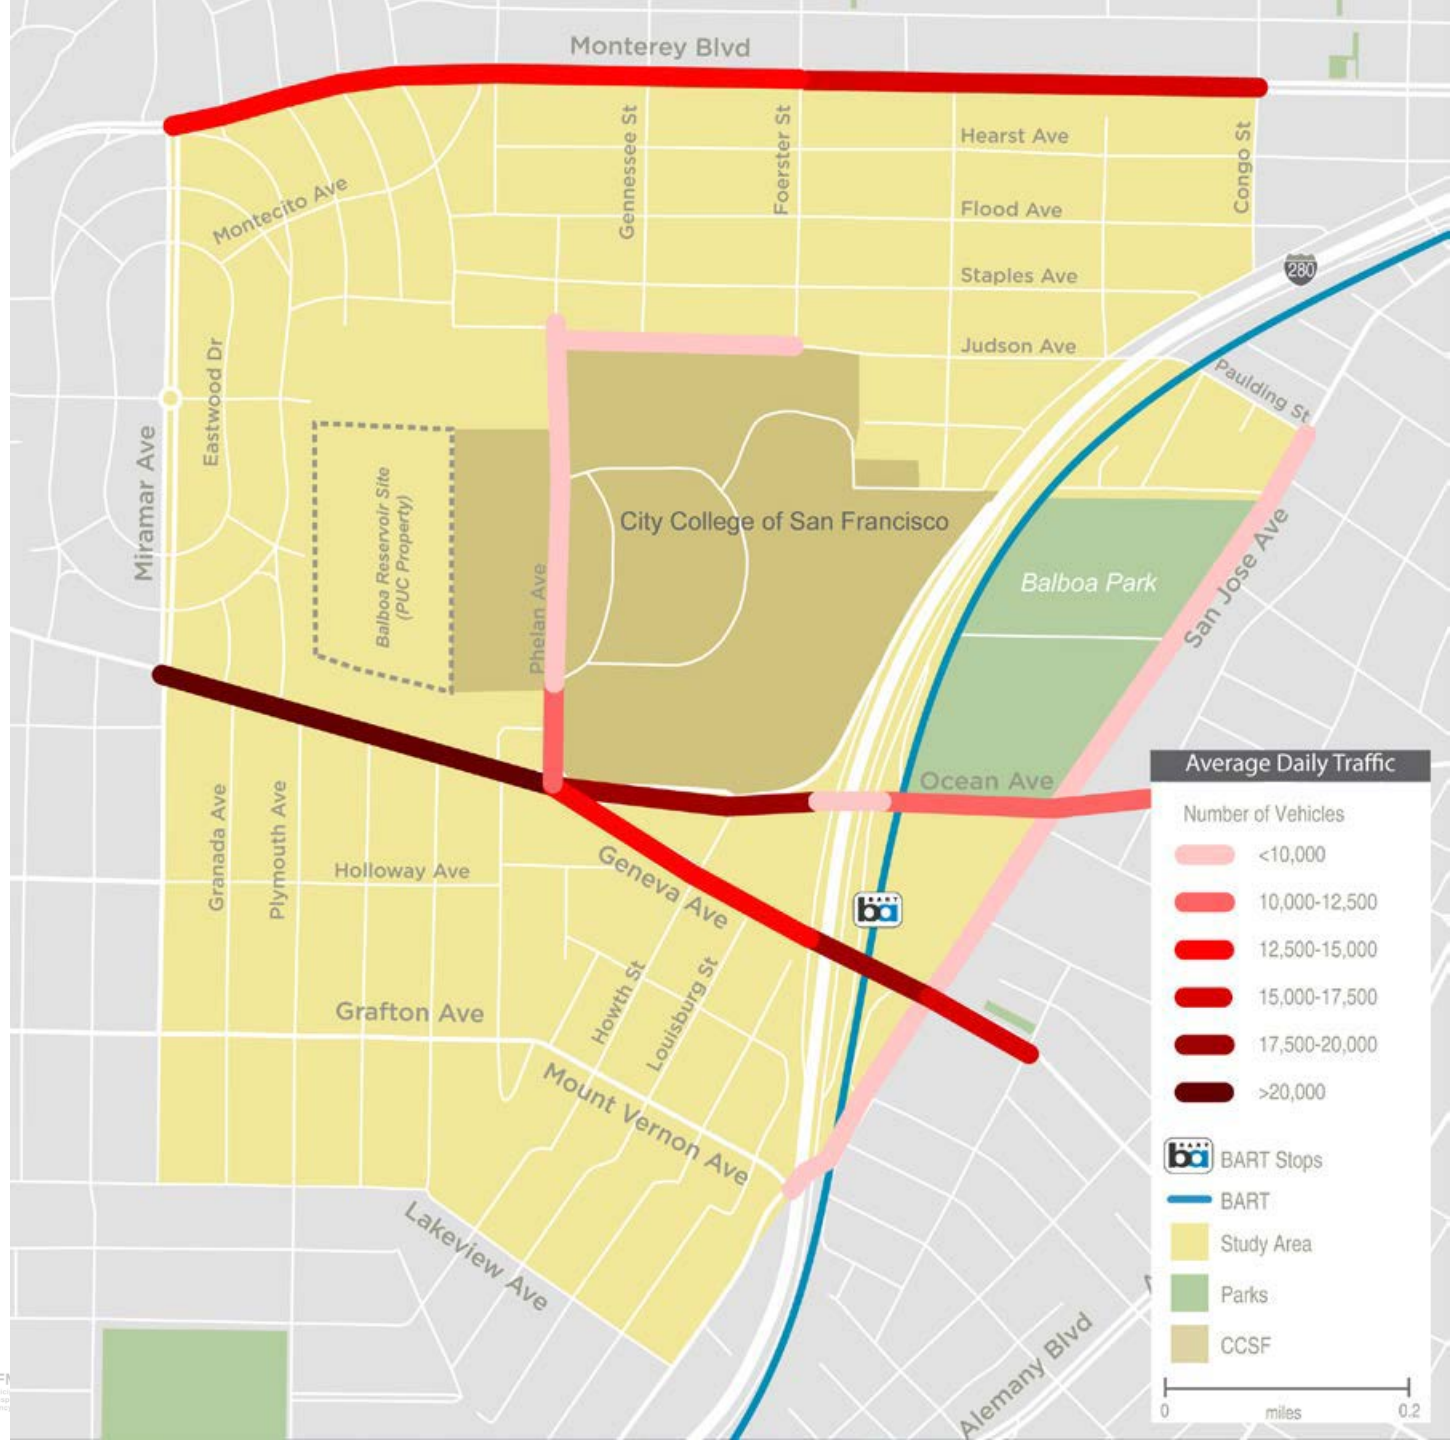 Monterey Blvd
Hearst Ave
Gennessee St
Foerster St
Congo St
Montecito Ave
Flood Ave
280
Staples Ave
Judson Ave
Paulding St
Eastwood Dr
Miramar Ave
Balboa Reservoir Site
(PUC Property)
City College of San Francisco
Phelan Ave
Balboa Park
San Jose Ave
Ocean Ave
Granada Ave
Plymouth Ave
Holloway Ave
Geneva Ave
BART
ba
Howth St
Louisburg St
Grafton Ave
Mount Vernon Ave
Lakeview Ave
Alemany Blvd
Average Daily Traffic
Number of Vehicles
<10,000
10,000-12,500
12,500-15,000
15,000-17,500
17,500-20,000
>20,000
BART
ba
BART Stops
BART
Study Area
Parks
CCSF
0
miles
0.2